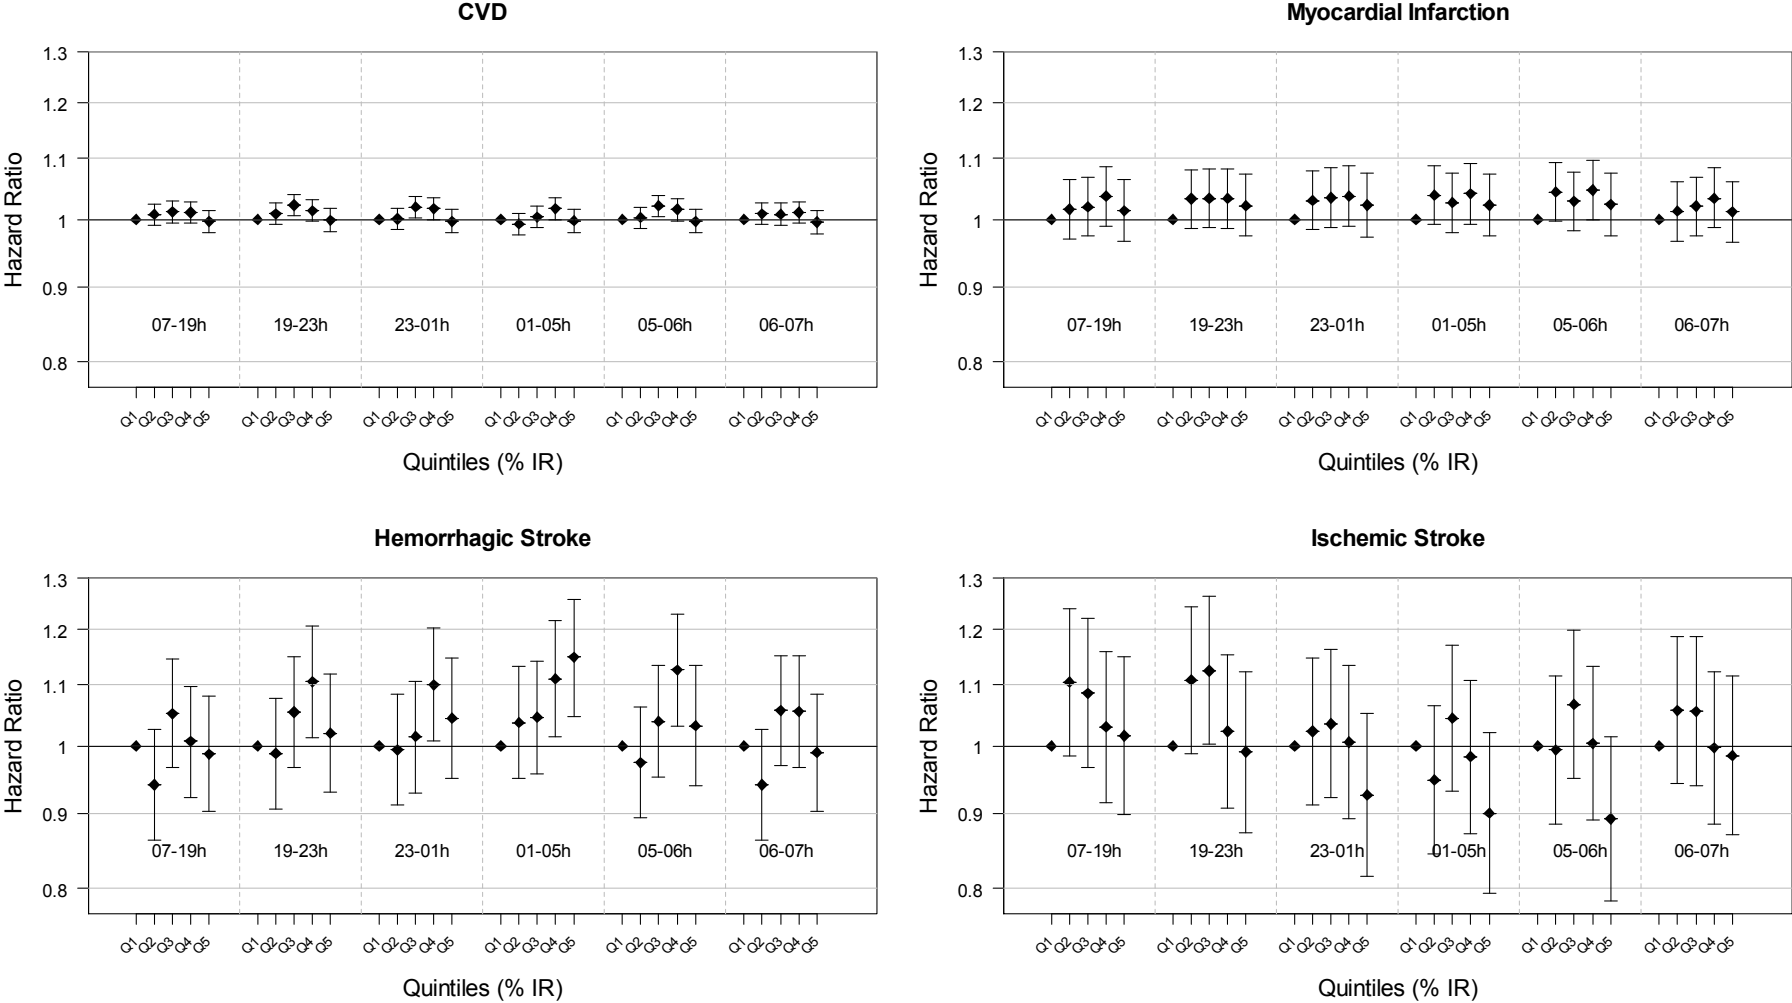 CVD
Hazard Ratio
1.3
1.2
1.1
1
0.9
0.8
07-19h 19-23h 23-01h 01-05h 05-06h 06-07h
Q1 Q2 Q3 Q4 Q5 Q1 Q2 Q3 Q4 Q5 Q1 Q2 Q3 Q4 Q5 Q1 Q2 Q3 Q4 Q5 Q1 Q2 Q3 Q4 Q5 Q1 Q2 Q3 Q4 Q5
Quintiles (% IR)
Myocardial Infarction
Hazard Ratio
1.3
1.2
1.1
1
0.9
0.8
07-19h 19-23h 23-01h 01-05h 05-06h 06-07h
Q1 Q2 Q3 Q4 Q5 Q1 Q2 Q3 Q4 Q5 Q1 Q2 Q3 Q4 Q5 Q1 Q2 Q3 Q4 Q5 Q1 Q2 Q3 Q4 Q5 Q1 Q2 Q3 Q4 Q5
Quintiles (% IR)
Hemorrhagic Stroke
Hazard Ratio
1.3
1.2
1.1
1
0.9
0.8
07-19h 19-23h 23-01h 01-05h 05-06h 06-07h
Q1 Q2 Q3 Q4 Q5 Q1 Q2 Q3 Q4 Q5 Q1 Q2 Q3 Q4 Q5 Q1 Q2 Q3 Q4 Q5 Q1 Q2 Q3 Q4 Q5 Q1 Q2 Q3 Q4 Q5
Quintiles (% IR)
Ischemic Stroke
Hazard Ratio
1.3
1.2
1.1
1
0.9
0.8
07-19h 19-23h 23-01h 01-05h 05-06h 06-07h
Q1 Q2 Q3 Q4 Q5 Q1 Q2 Q3 Q4 Q5 Q1 Q2 Q3 Q4 Q5 Q1 Q2 Q3 Q4 Q5 Q1 Q2 Q3 Q4 Q5 Q1 Q2 Q3 Q4 Q5
Quintiles (% IR)